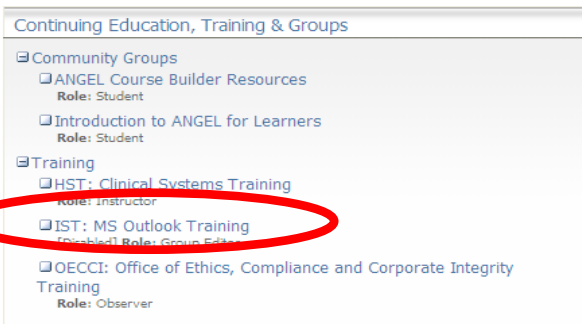 Continuing Education, Training & Groups
Community Groups
ANGEL Course Builder Resources
Role: Student
Introduction to ANGEL for Learners
Role: Student
Training
HST: Clinical Systems Training
Role: Instructor
IST: MS Outlook Training
[Disabled] Role: Group Editor
OECCI: Office of Ethics, Compliance and Corporate Integrity
Training
Role: Observer